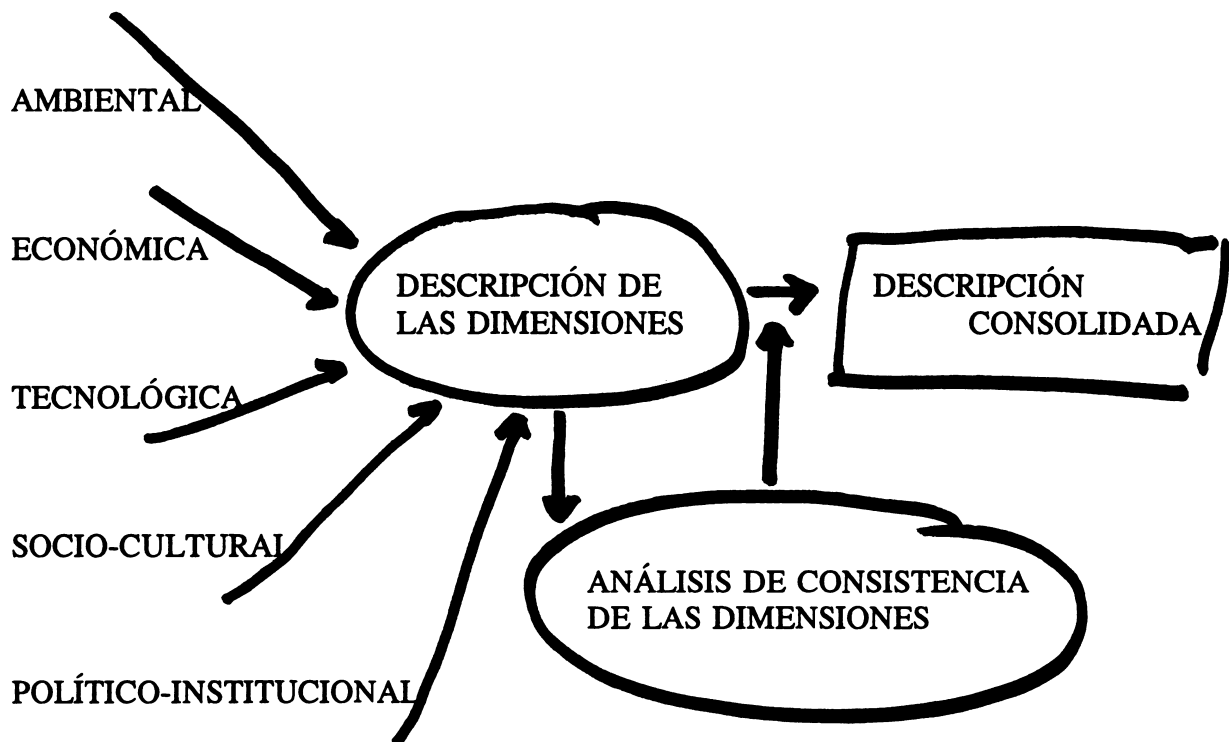 AMBIENTAL
ECONÓMICA
TECNOLÓGICA
SOCIO-CULTURAL
POLÍTICO-INSTITUCIONAL
DESCRIPCIÓN DE
LAS DIMENSIONES
ANÁLISIS DE CONSISTENCIA
DE LAS DIMENSIONES
DESCRIPCIÓN
CONSOLIDADA